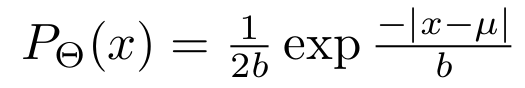 P_Θ(x) = \frac{1}{2b} \exp \frac{-|x-μ|}{b}